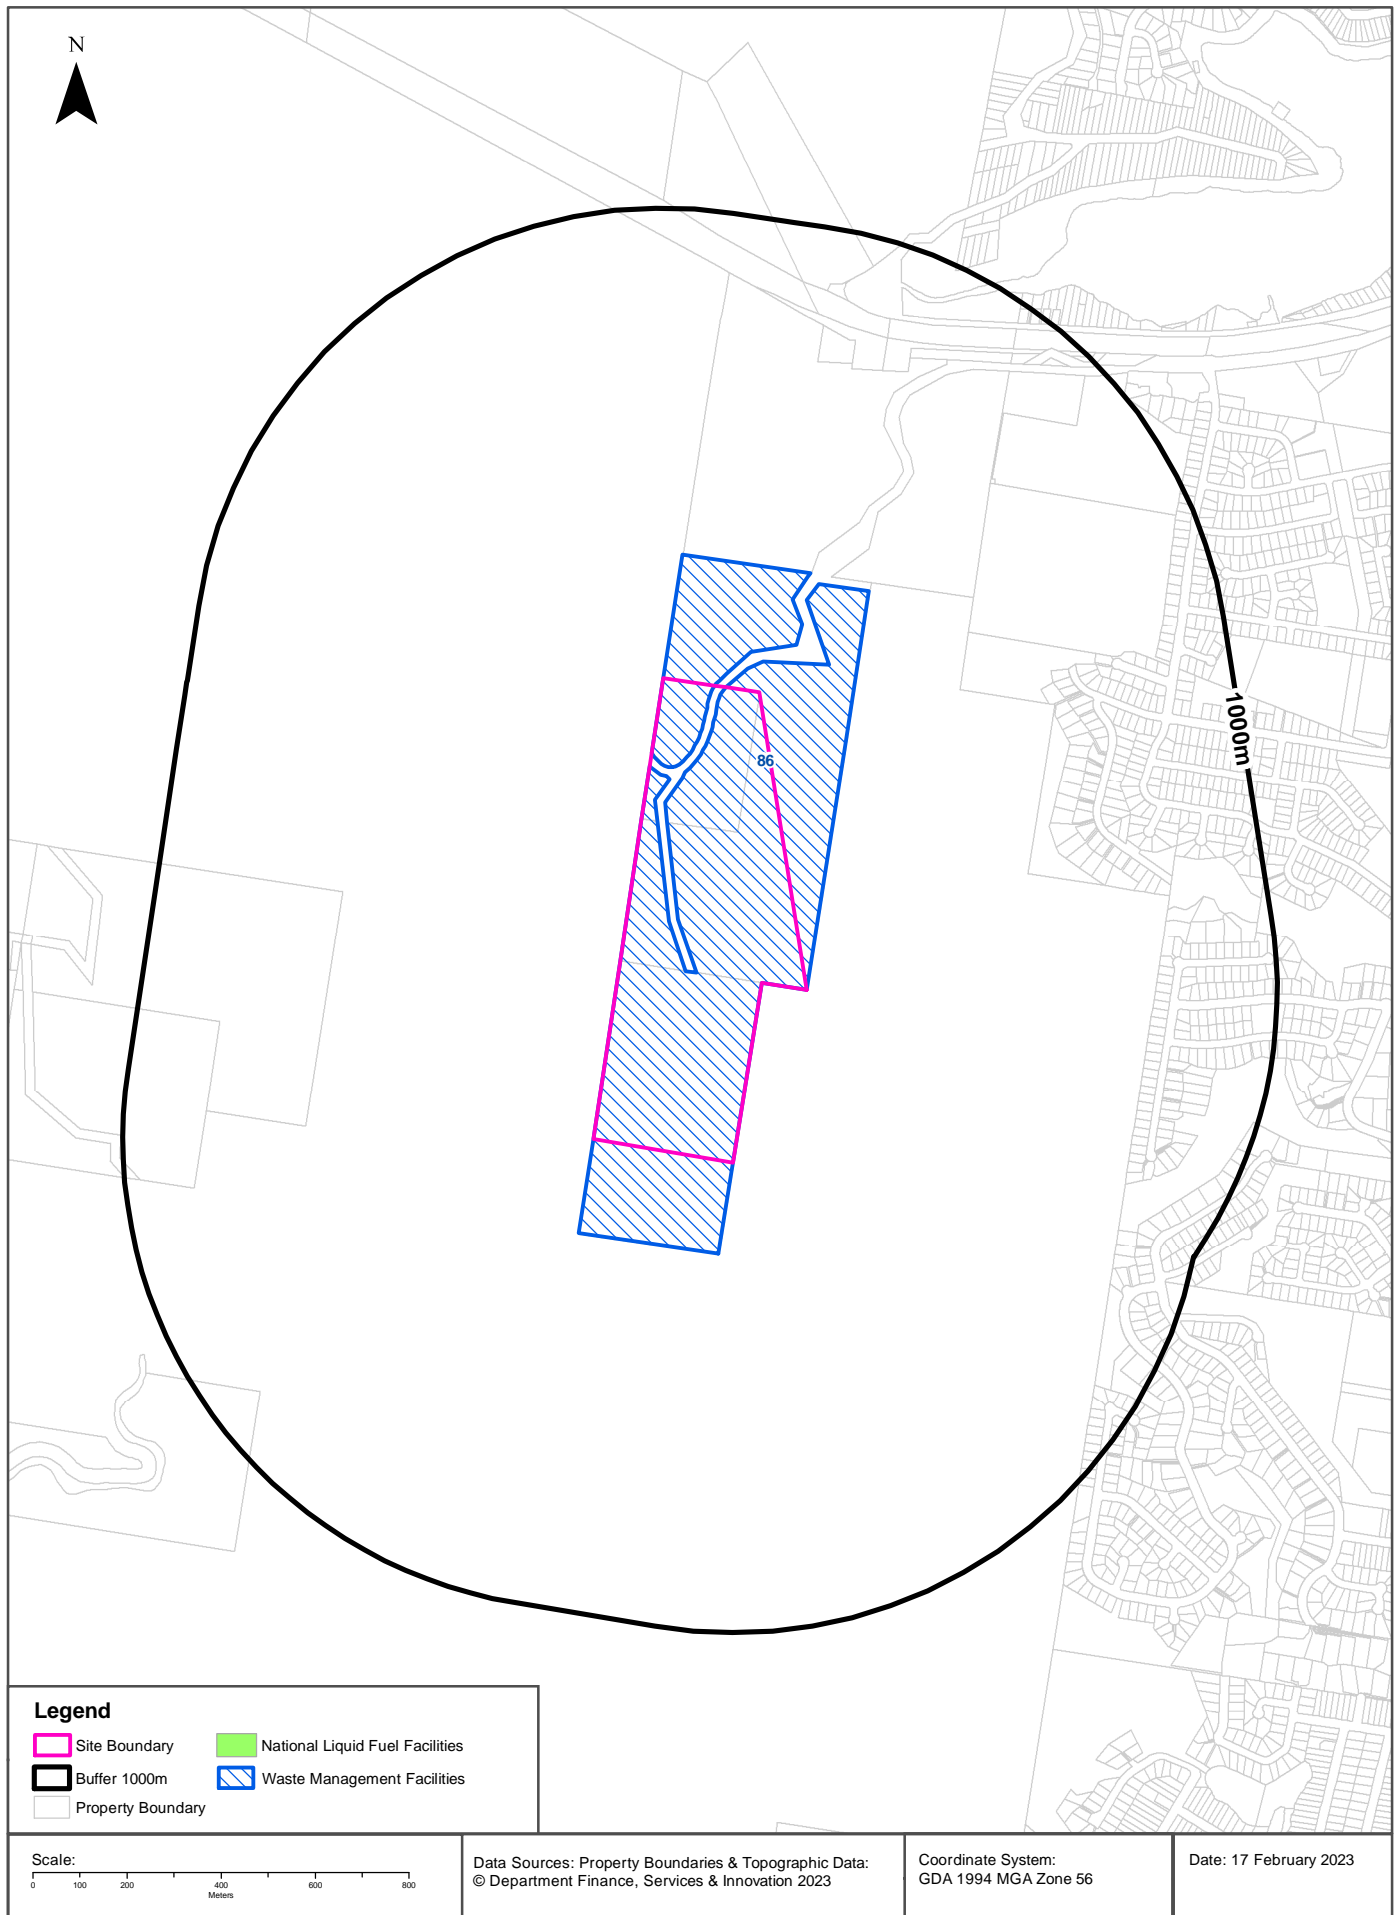 N
86
1000m
Legend
Site Boundary
National Liquid Fuel Facilities
Buffer 1000m
Waste Management Facilities
Property Boundary
Scale:
0 100 200 400 600 800
Meters
Data Sources: Property Boundaries & Topographic Data:
© Department Finance, Services & Innovation 2023
Coordinate System:
GDA 1994 MGA Zone 56
Date: 17 February 2023